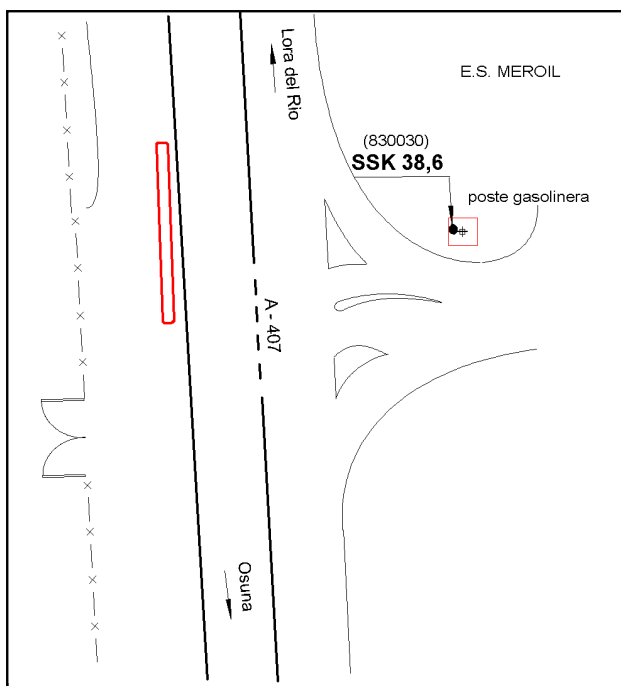 Lora del Rio
E.S. MEROIL
(830030)
SSK 38,6
poste gasolinera
A - 407
Osuna